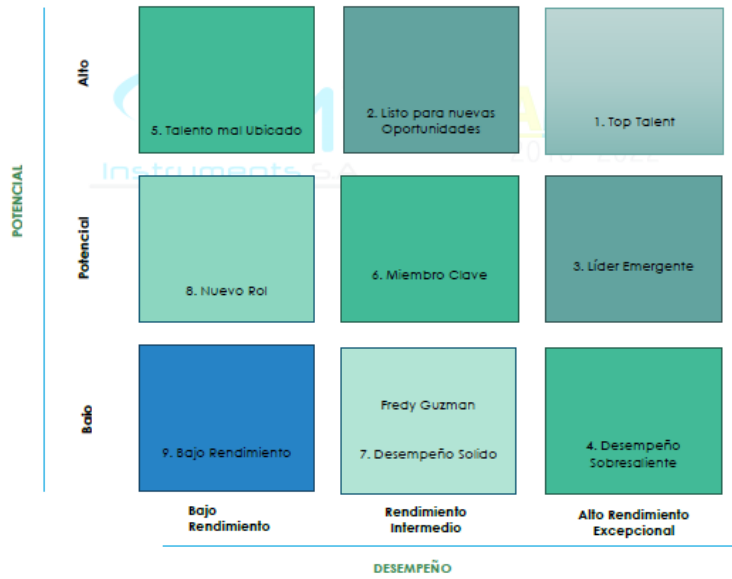 POTENCIAL
Alto
5. Talento mal Ubicado
2. Listo para nuevas
Oportunidades
1. Top Talent
Instruments S.A
Potencial
8. Nuevo Rol
6. Miembro Clave
3. Líder Emergente
Bajo
9. Bajo Rendimiento
Fredy Guzman
7. Desempeño Solido
4. Desempeño
Sobresaliente
Bajo
Rendimiento
Rendimiento
Intermedio
Alto Rendimiento
Excepcional
DESEMPEÑO